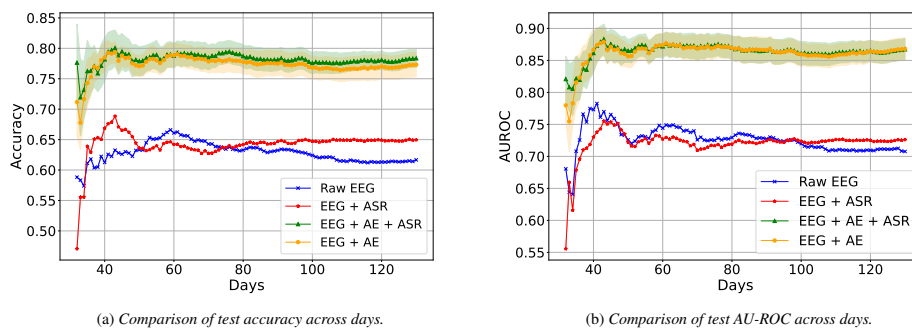 0.85
0.80
0.75
0.70
0.65
0.60
0.55
0.50
Accuracy
40
60
80
100
120
Days
Raw EEG
EEG + ASR
EEG + AE + ASR
EEG + AE
(a) Comparison of test accuracy across days.
0.90
0.85
0.80
0.75
0.70
0.65
0.60
0.55
AUROC
40
60
80
100
120
Days
Raw EEG
EEG + ASR
EEG + AE + ASR
EEG + AE
(b) Comparison of test AU-ROC across days.